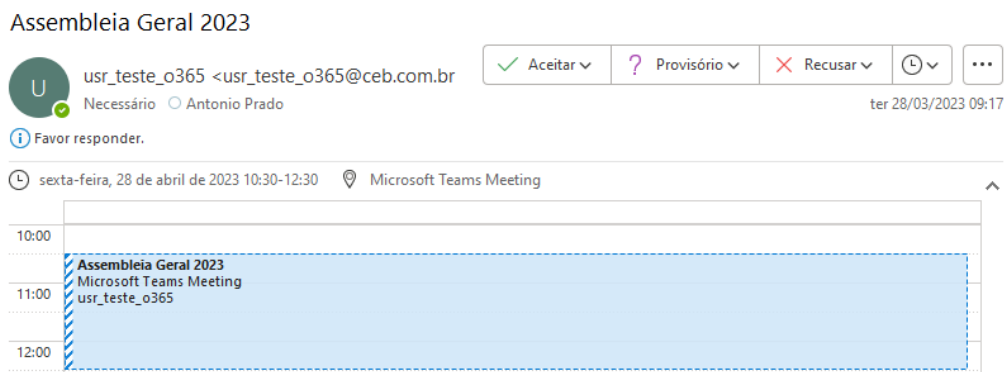 Assembleia Geral 2023
U
usr_teste_o365 <usr_teste_o365@ceb.com.br
Aceitar
? Provisório
Recusar
...
Necessário Antonio Prado
ter 28/03/2023 09:17
i Favor responder.
sexta-feira, 28 de abril de 2023 10:30-12:30 Microsoft Teams Meeting
10:00
Assembleia Geral 2023
Microsoft Teams Meeting
11:00
usr_teste_o365
12:00